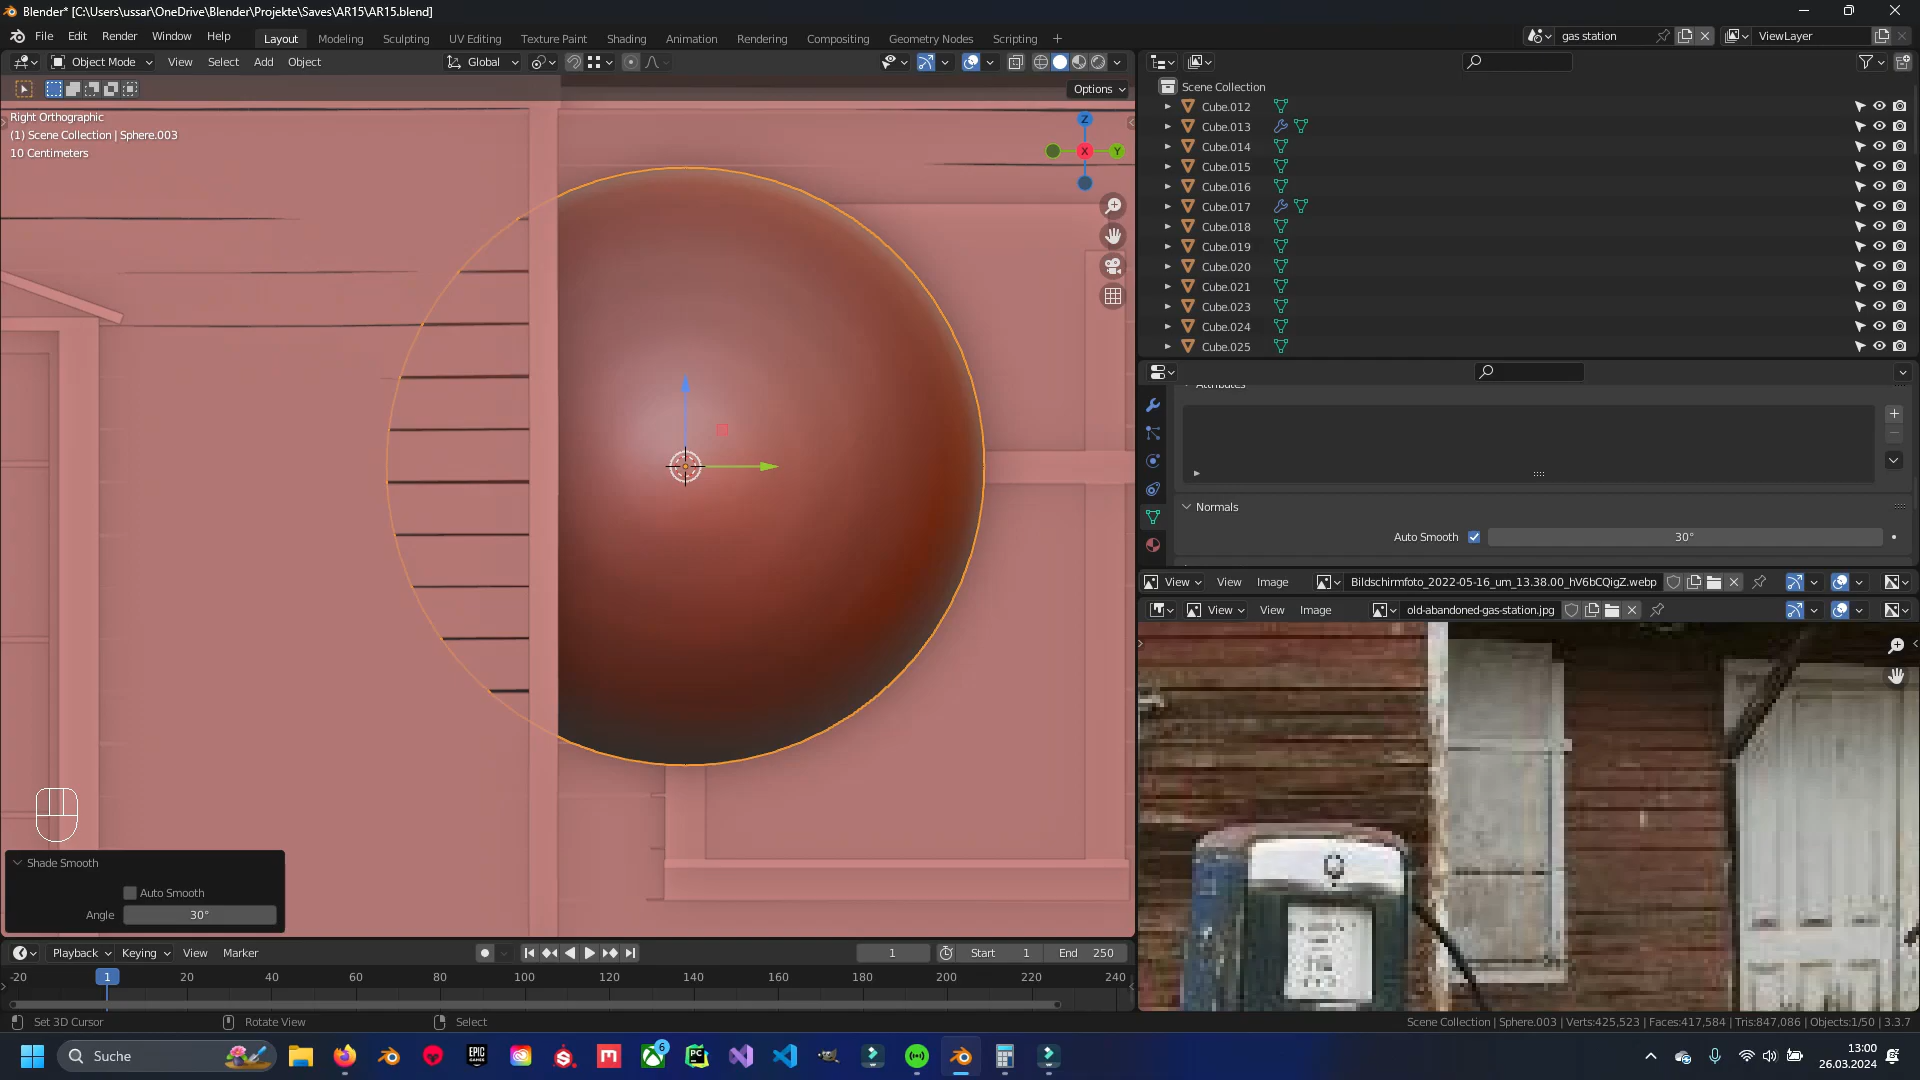 Blender* [C:\Users\ussar\OneDrive\Blender\Projekte\Saves\AR15\AR15.blend]
File Edit Render Window Help Layout Modeling Sculpting UV Editing Texture Paint Shading Animation Rendering Compositing Geometry Nodes Scripting + gas station ViewLayer
Object Mode View Select Add Object Global
Options
Right Orthographic
(1) Scene Collection | Sphere.003
10 Centimeters
Z
X
Y
Scene Collection
Cube.012
Cube.013
Cube.014
Cube.015
Cube.016
Cube.017
Cube.018
Cube.019
Cube.020
Cube.021
Cube.023
Cube.024
Cube.025
Attributes
Normals
Auto Smooth 30°
View View Image Bildschirmfoto_2022-05-16_um_13.38.00_hV6bCQigZ.webp
View View Image old-abandoned-gas-station.jpg
Shade Smooth
Auto Smooth
Angle 30°
Playback Keying View Marker 1 Start 1 End 250
-20 1 20 40 60 80 100 120 140 160 180 200 220 240
Set 3D Cursor Rotate View Select
Scene Collection | Sphere.003 | Verts:425,523 | Faces:417,584 | Tris:847,086 | Objects:1/50 | 3.3.7
Suche
EPIC GAMES
6
PC
13:00
26.03.2024